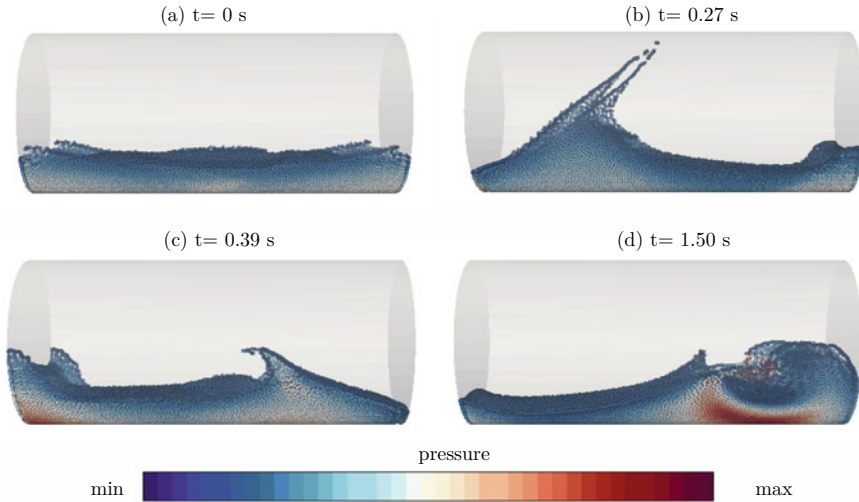 (a) t= 0 s
(b) t= 0.27 s
(c) t= 0.39 s
(d) t= 1.50 s
pressure
min
max